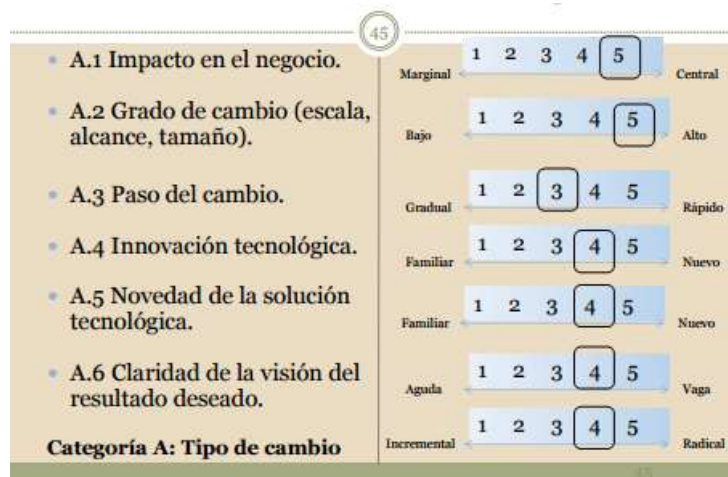 45
A.1 Impacto en el negocio.
1 2 3 4 5
Marginal Central
A.2 Grado de cambio (escala,
alcance, tamaño).
1 2 3 4 5
Bajo Alto
A.3 Paso del cambio.
1 2 3 4 5
Gradual Rápido
A.4 Innovación tecnológica.
1 2 3 4 5
Familiar Nuevo
A.5 Novedad de la solución
tecnológica.
1 2 3 4 5
Familiar Nuevo
A.6 Claridad de la visión del
resultado deseado.
1 2 3 4 5
Aguda Vaga
Categoría A: Tipo de cambio
1 2 3 4 5
Incremental Radical